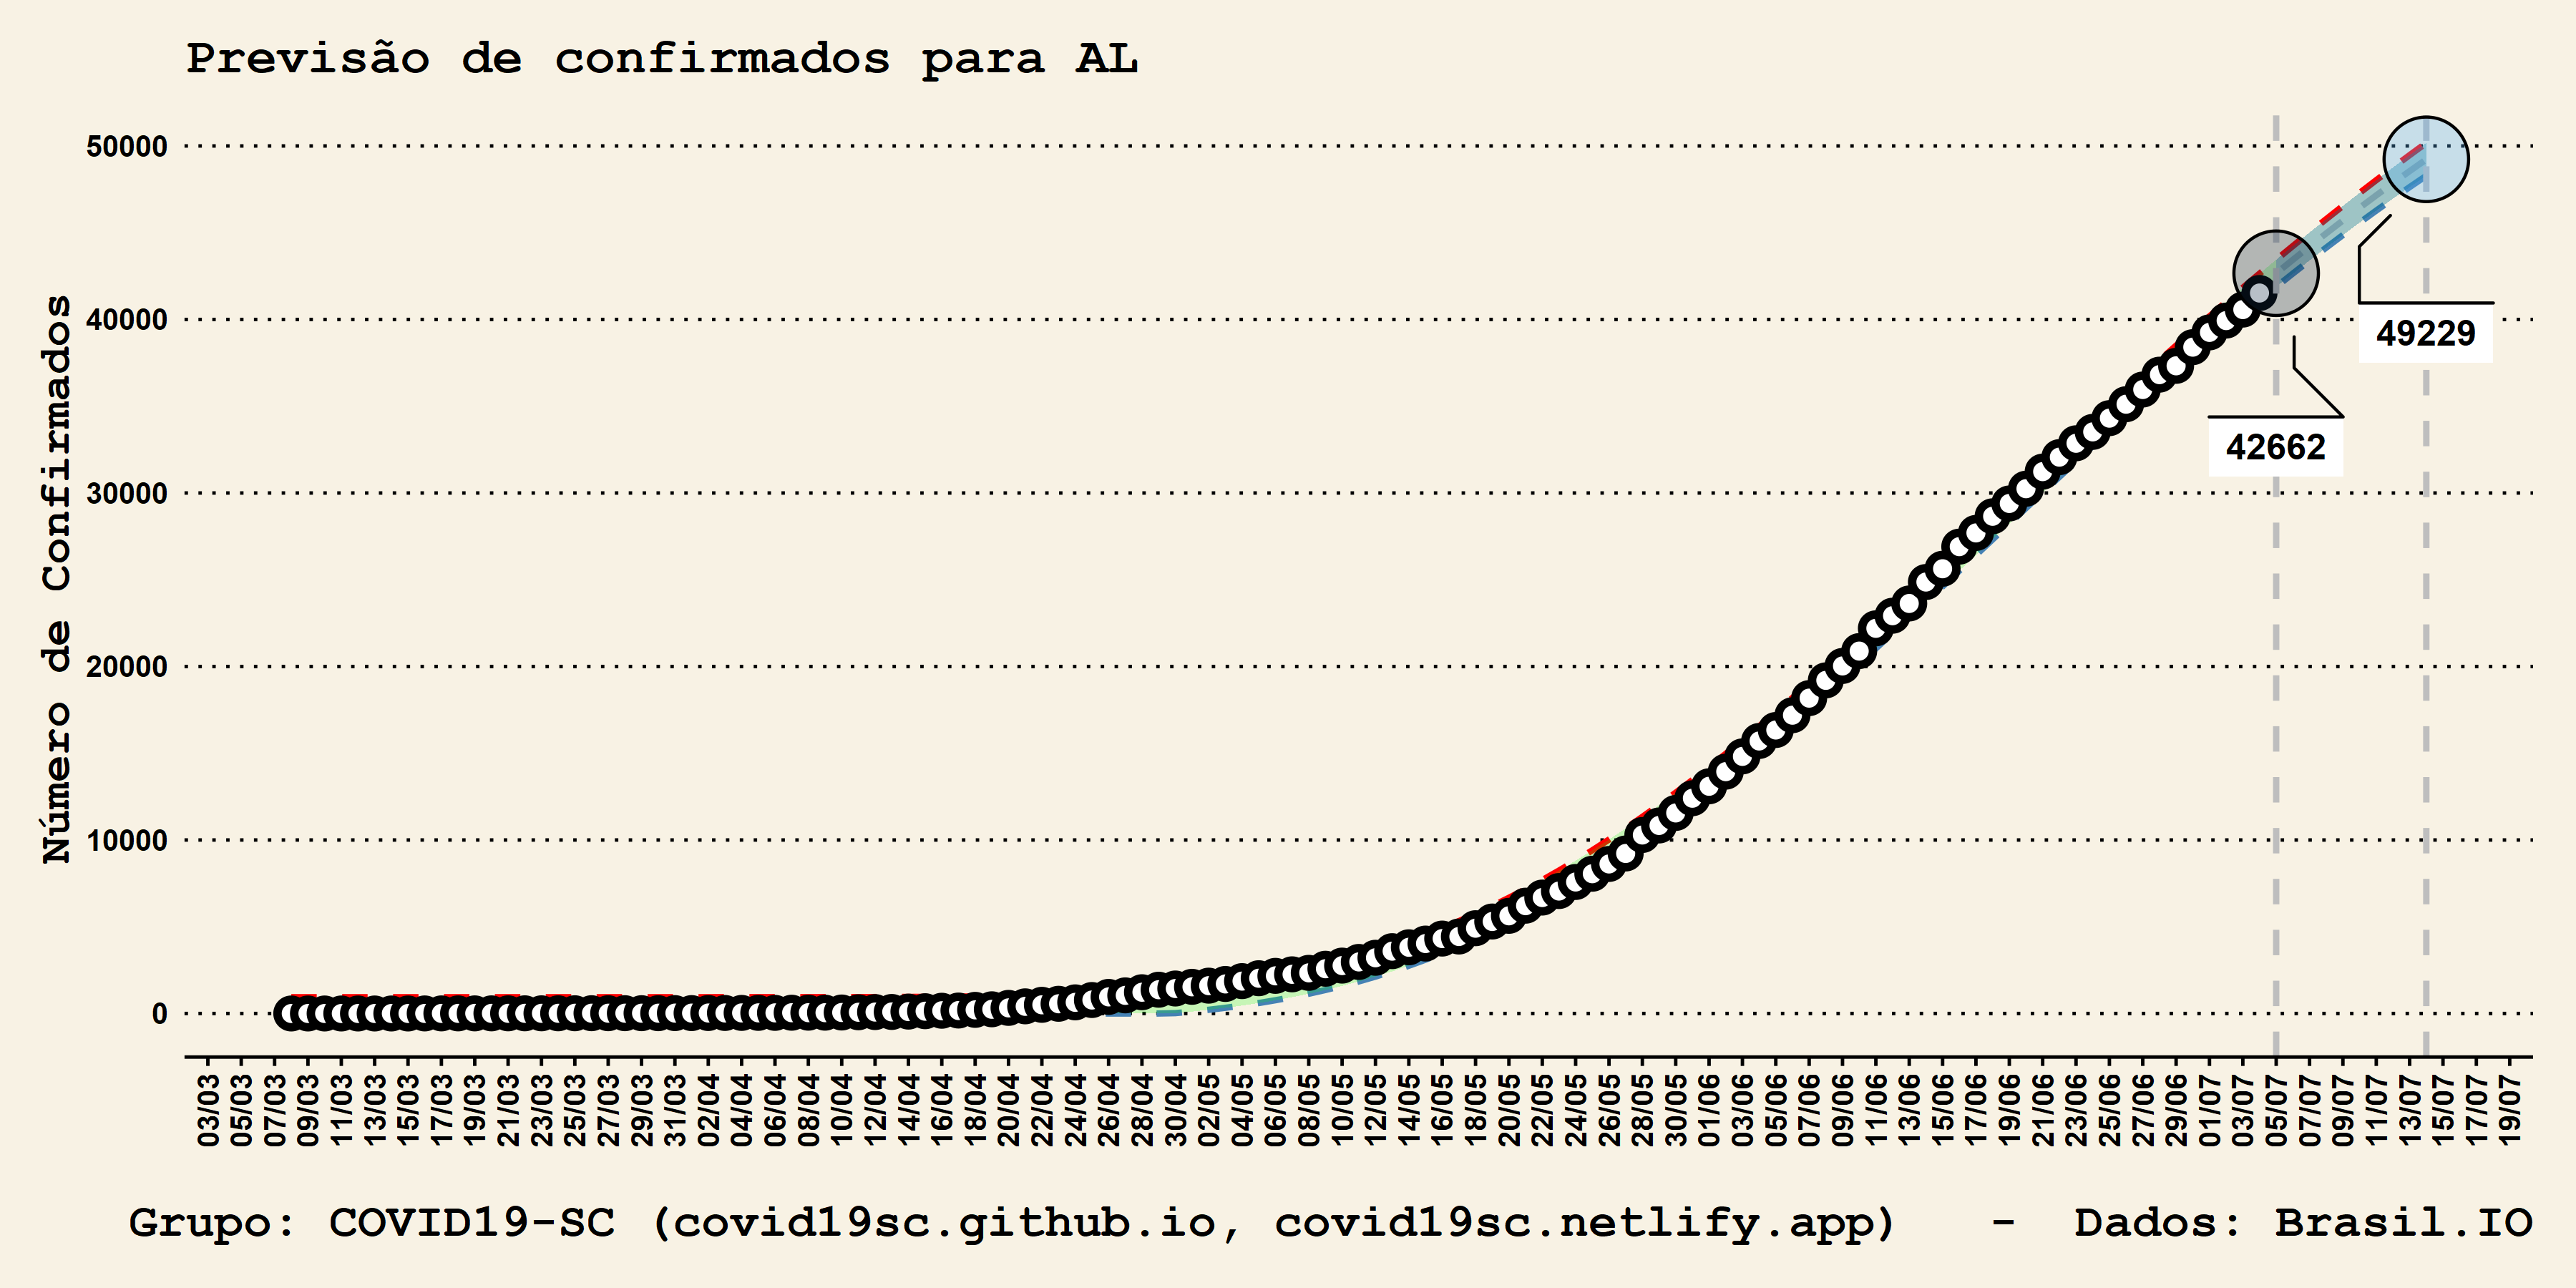 Previsão de confirmados para AL
Número de Confirmados
50000
40000
30000
20000
10000
0
49229
42662
03/03 05/03 07/03 09/03 11/03 13/03 15/03 17/03 19/03 21/03 23/03 25/03 27/03 29/03 31/03 02/04 04/04 06/04 08/04 10/04 12/04 14/04 16/04 18/04 20/04 22/04 24/04 26/04 28/04 30/04 02/05 04/05 06/05 08/05 10/05 12/05 14/05 16/05 18/05 20/05 22/05 24/05 26/05 28/05 30/05 01/06 03/06 05/06 07/06 09/06 11/06 13/06 15/06 17/06 19/06 21/06 23/06 25/06 27/06 29/06 01/07 03/07 05/07 07/07 09/07 11/07 13/07 15/07 17/07 19/07
Grupo: COVID19-SC (covid19sc.github.io, covid19sc.netlify.app) - Dados: Brasil.IO